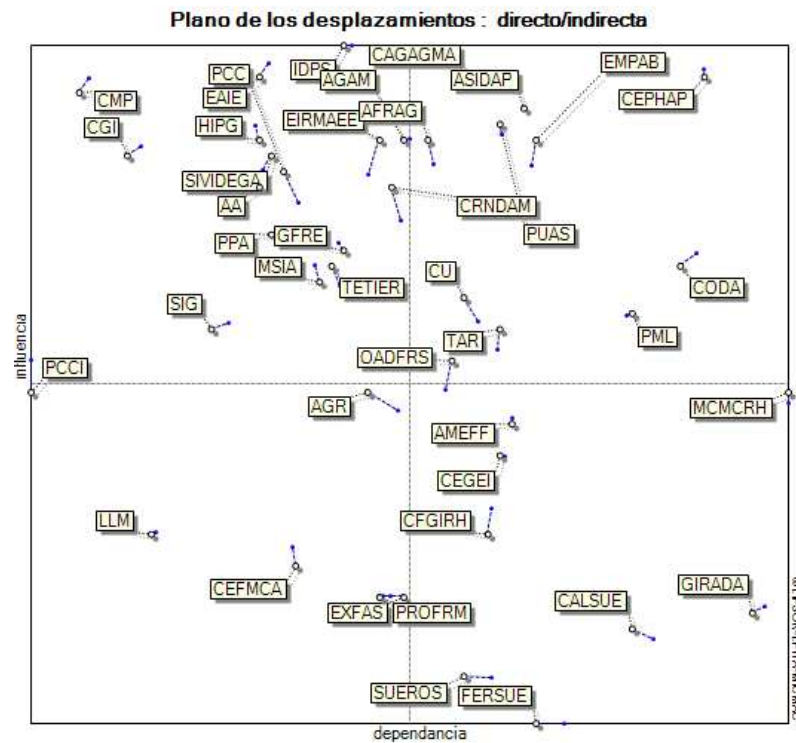 Plano de los desplazamientos : directo/indirecta
IDPS
CAGAGMA
EMPAB
PCC
AGAM
ASIDAP
CEPHAP
CMP
EAIE
AFRAG
HIPG
EIRMAEE
CGI
SIVIDEGA
AA
CRNDAM
PUAS
PPA
GFRE
MSIA
TETIER
CU
CODA
SIG
TAR
PML
OADFRS
influencia
PCCI
AGR
MCMCRH
AMEFF
CEGEI
LLM
CFGIRH
CEFMCA
EXFAS
PROFRM
CALSUE
GIRADA
SUEROS
FERSUE
dependancia